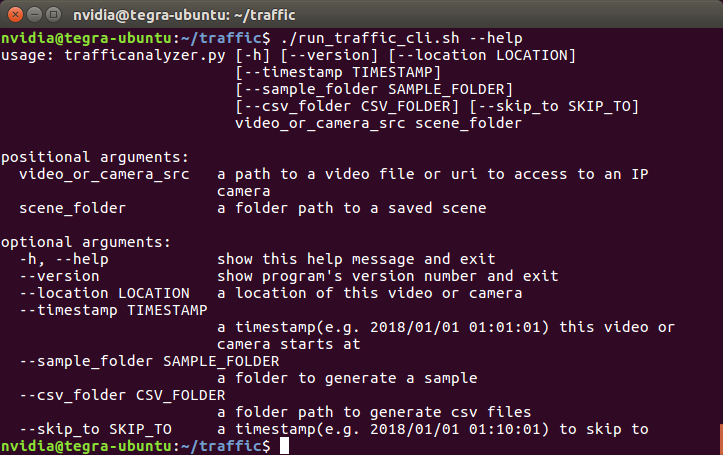 nvidia@tegra-ubuntu: ~/traffic
nvidia@tegra-ubuntu:~/traffic$ ./run_traffic_cli.sh --help
usage: trafficanalyzer.py [-h] [--version] [--location LOCATION]
                          [--timestamp TIMESTAMP]
                          [--sample_folder SAMPLE_FOLDER]
                          [--csv_folder CSV_FOLDER] [--skip_to SKIP_TO]
                          video_or_camera_src scene_folder

positional arguments:
  video_or_camera_src   a path to a video file or uri to access to an IP
                        camera
  scene_folder          a folder path to a saved scene

optional arguments:
  -h, --help            show this help message and exit
  --version             show program's version number and exit
  --location LOCATION   a location of this video or camera
  --timestamp TIMESTAMP
                        a timestamp(e.g. 2018/01/01 01:01:01) this video or
                        camera starts at
  --sample_folder SAMPLE_FOLDER
                        a folder to generate a sample
  --csv_folder CSV_FOLDER
                        a folder path to generate csv files
  --skip_to SKIP_TO     a timestamp(e.g. 2018/01/01 01:10:01) to skip to
nvidia@tegra-ubuntu:~/traffic$